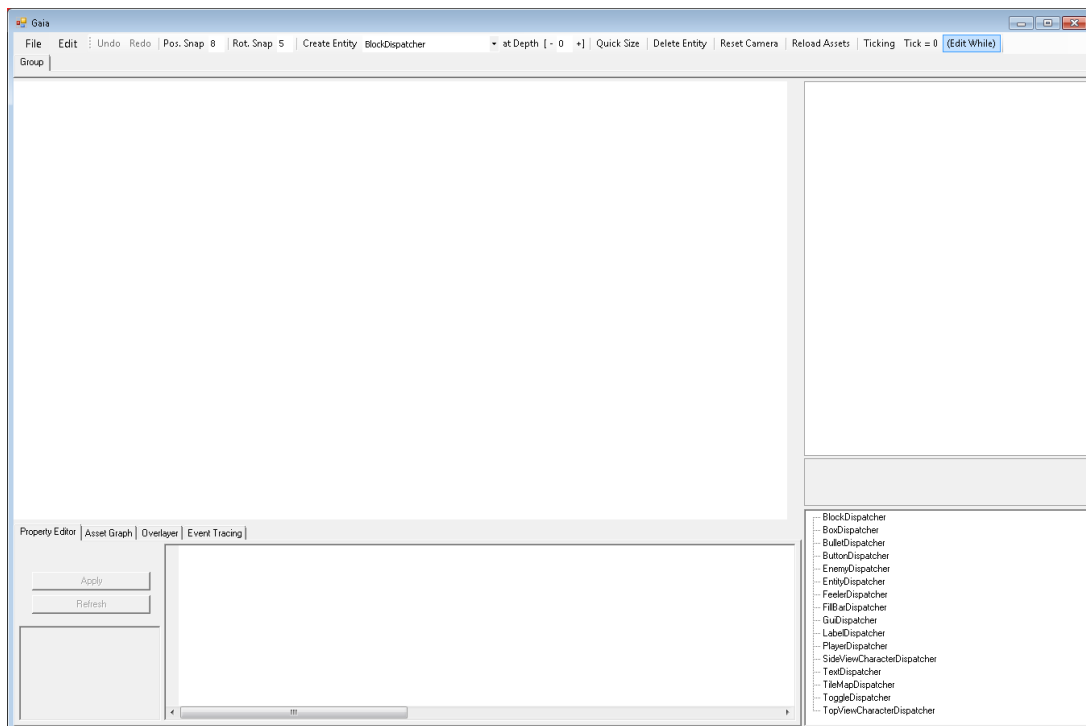 Gaia
File Edit Undo Redo Pos. Snap 8 Rot. Snap 5 Create Entity BlockDispatcher at Depth [ - 0 +] Quick Size Delete Entity Reset Camera Reload Assets Ticking Tick = 0 (Edit While)
Group
Property Editor Asset Graph Overlayer Event Tracing
Apply
Refresh
BlockDispatcher
BoxDispatcher
BulletDispatcher
ButtonDispatcher
EnemyDispatcher
EntityDispatcher
FeelerDispatcher
FillBarDispatcher
GuiDispatcher
LabelDispatcher
PlayerDispatcher
SideViewCharacterDispatcher
TextDispatcher
TileMapDispatcher
ToggleDispatcher
TopViewCharacterDispatcher